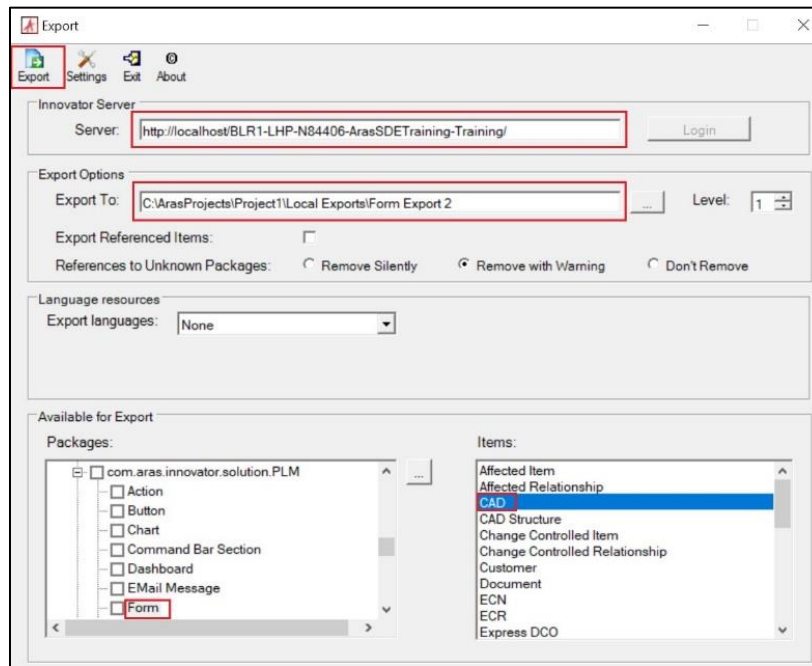 Export
Export Settings Exit About
Innovator Server
Server: http://localhost/BLR1-LHP-N84406-ArasSDETraining-Training/ Login
Export Options
Export To: C:\ArasProjects\Project1\Local Exports\Form Export 2 ... Level: 1
Export Referenced Items:
References to Unknown Packages: Remove Silently Remove with Warning Don't Remove
Language resources
Export languages: None
Available for Export
Packages:
com.aras.innovator.solution.PLM ...
Action
Button
Chart
Command Bar Section
Dashboard
EMail Message
Form
Items:
Affected Item
Affected Relationship
CAD
CAD Structure
Change Controlled Item
Change Controlled Relationship
Customer
Document
ECN
ECR
Express DCO